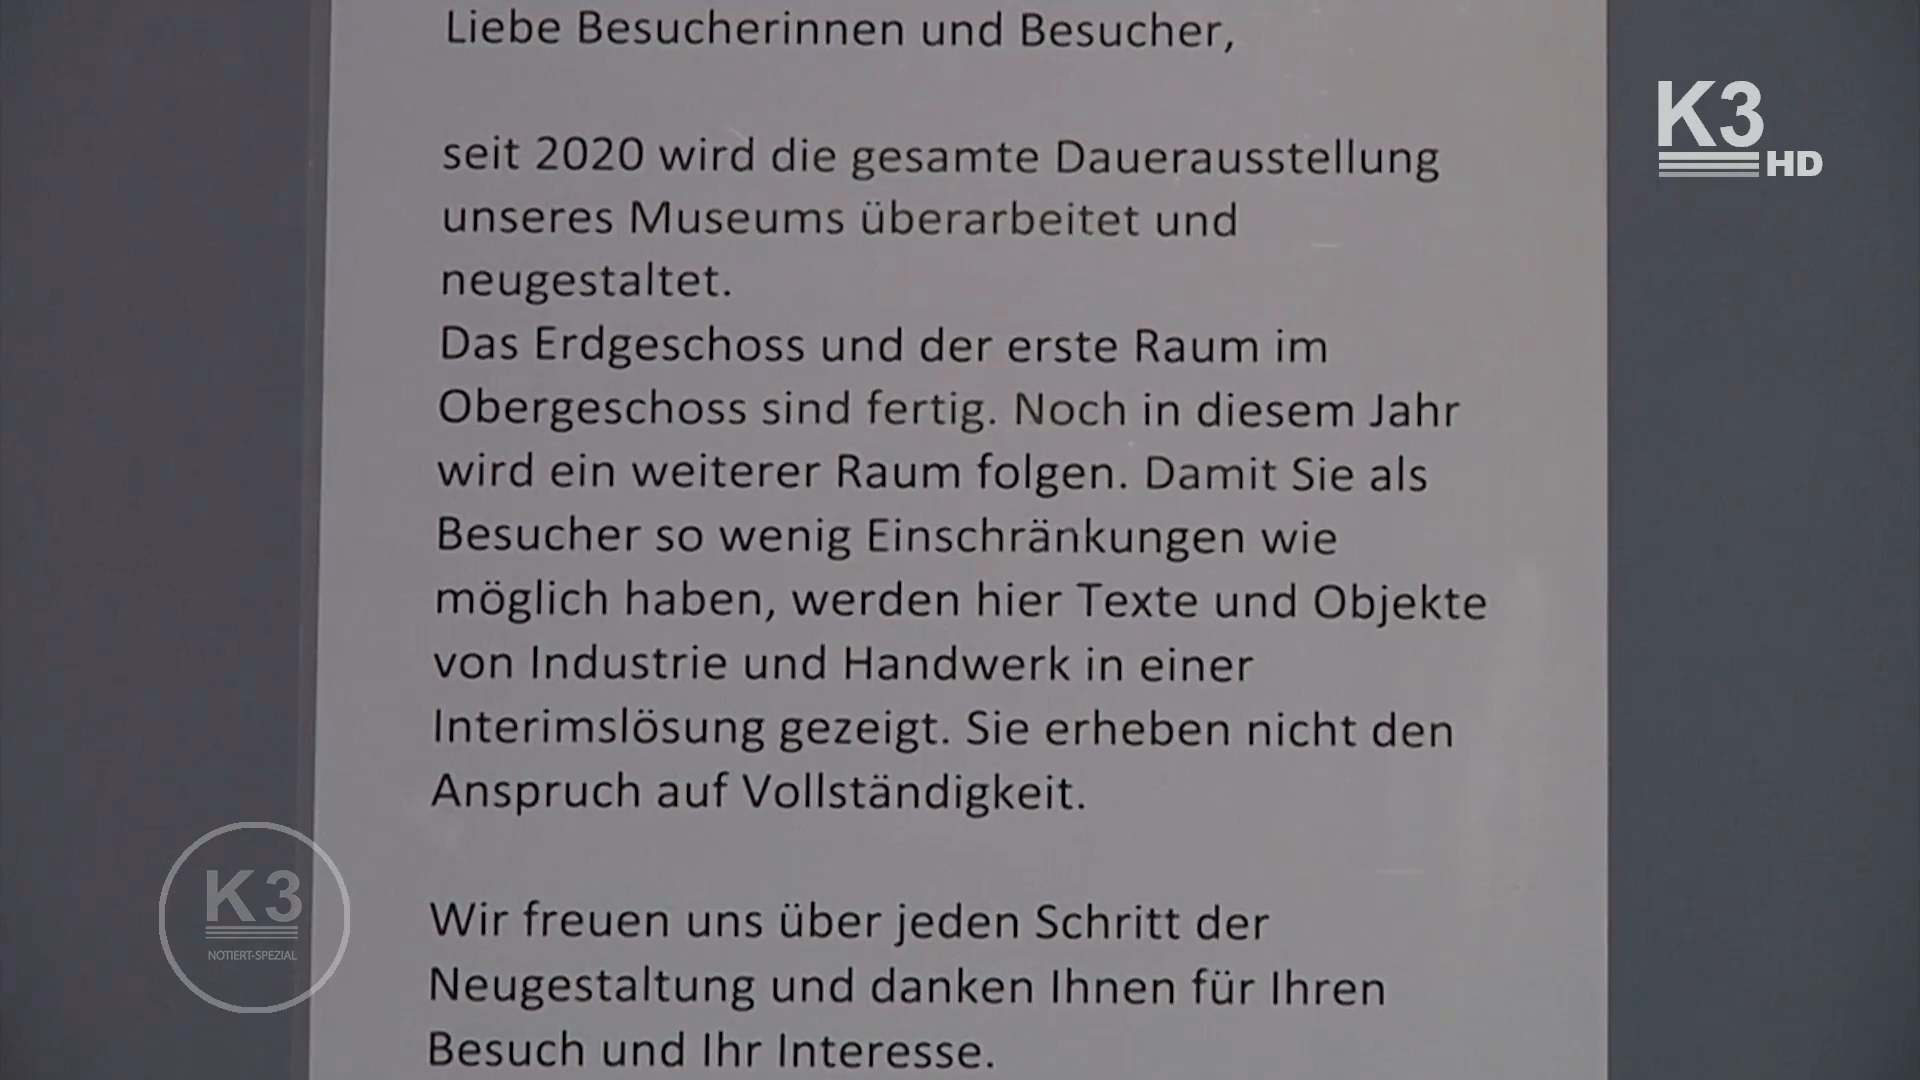 Liebe Besucherinnen und Besucher,
seit 2020 wird die gesamte Dauerausstellung
unseres Museums überarbeitet und
neugestaltet.
Das Erdgeschoss und der erste Raum im
Obergeschoss sind fertig. Noch in diesem Jahr
wird ein weiterer Raum folgen. Damit Sie als
Besucher so wenig Einschränkungen wie
möglich haben, werden hier Texte und Objekte
von Industrie und Handwerk in einer
Interimslösung gezeigt. Sie erheben nicht den
Anspruch auf Vollständigkeit.
Wir freuen uns über jeden Schritt der
Neugestaltung und danken Ihnen für Ihren
Besuch und Ihr Interesse.
K3 HD
K3
NOTIERT-SPEZIAL